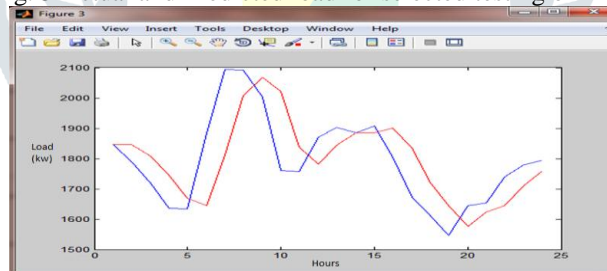 Figure 3
File Edit View Insert Tools Desktop Window Help
2100
2000
1900
1800
1700
1600
1500
Load
(kw)
0 5 10 15 20 25
Hours